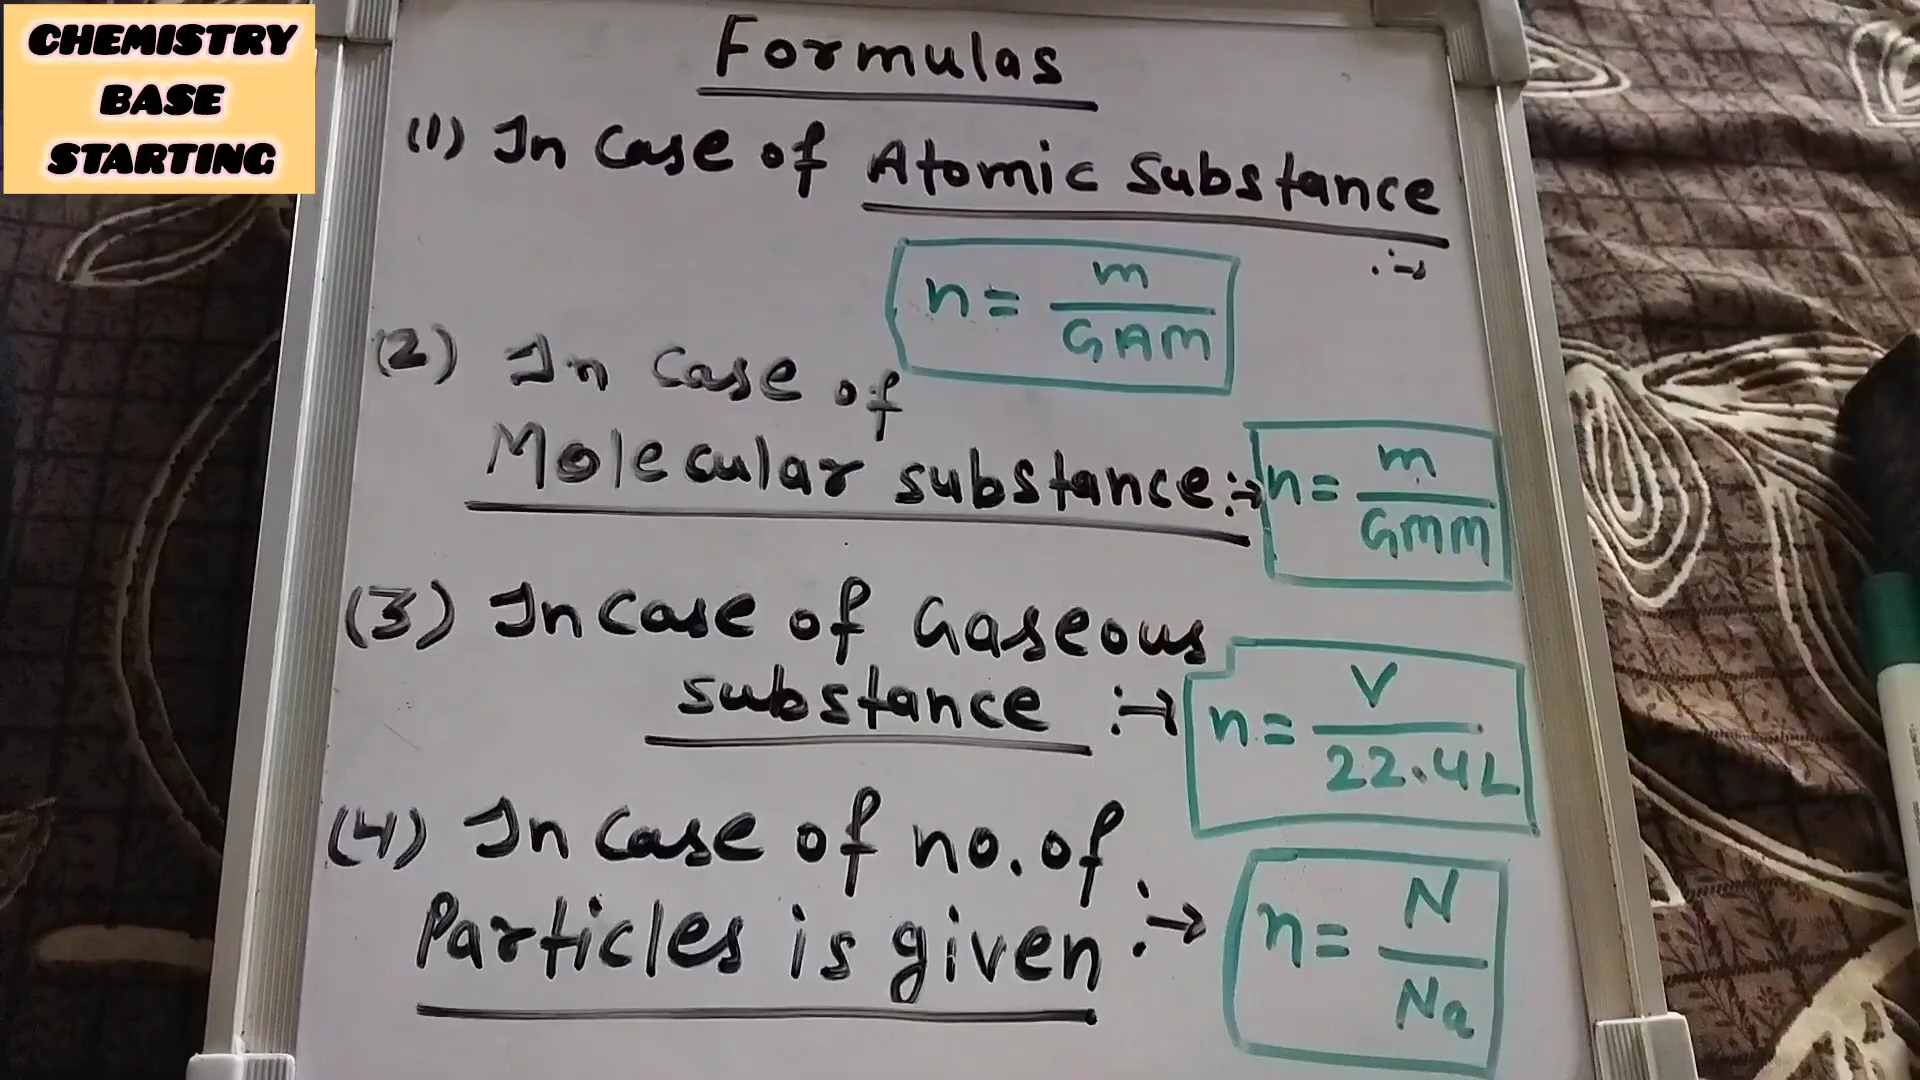 CHEMISTRY
BASE
STARTING
Formulas
(1) In case of Atomic substance :→
n = m / GAM
(2) In case of
Molecular substance :→ n = m / GMM
(3) In case of Gaseous
substance :→ n = V / 22.4L
(4) In case of no. of
Particles is given :→ n = N / Na